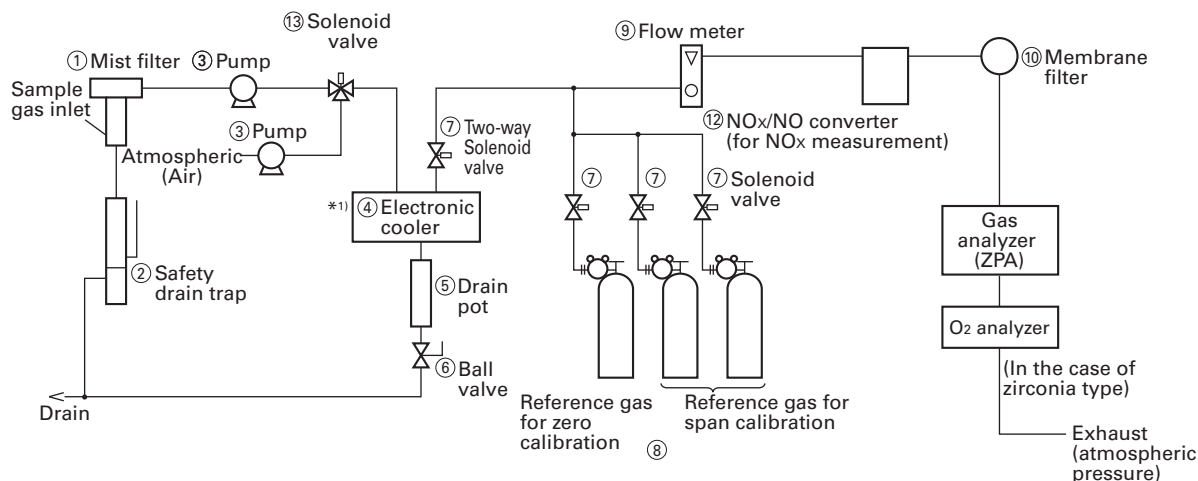 ⑬ Solenoid
valve
① Mist filter
③ Pump
Sample
gas inlet
③ Pump
Atmospheric
(Air)
⑦ Two-way
Solenoid
valve
*1)
④ Electronic
cooler
② Safety
drain trap
⑤ Drain
pot
⑥ Ball
valve
Drain
⑨ Flow meter
⑫ NOx/NO converter
(for NOx measurement)
⑩ Membrane
filter
⑦
⑦
⑦ Solenoid
valve
Reference gas
for zero
calibration
Reference gas for
span calibration
⑧
Gas
analyzer
(ZPA)
O2 analyzer
(In the case of
zirconia type)
Exhaust
(atmospheric
pressure)